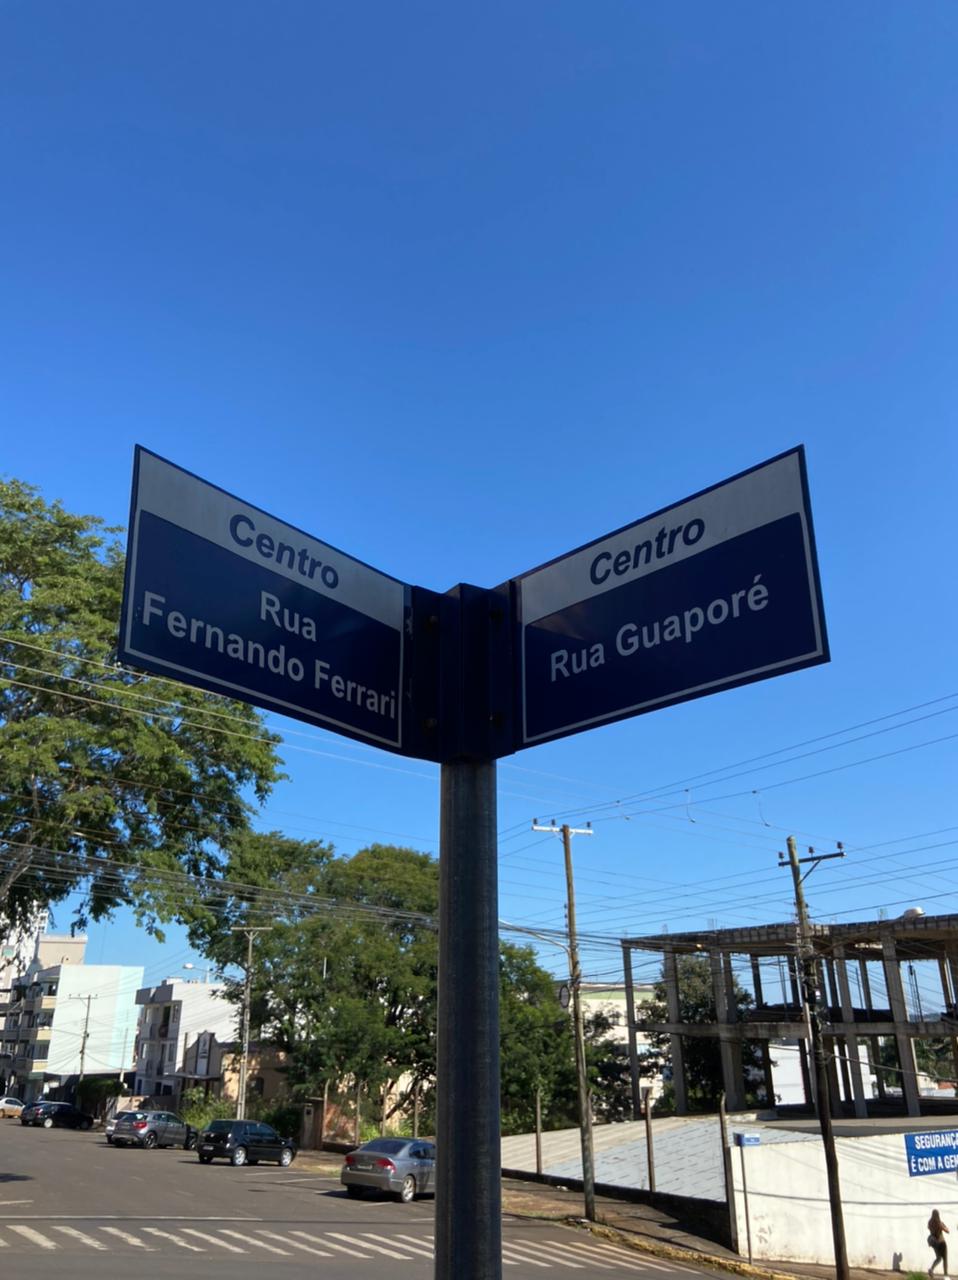 Centro
Rua
Fernando Ferrari
Centro
Rua Guaporé
SEGURANÇA
É COM A